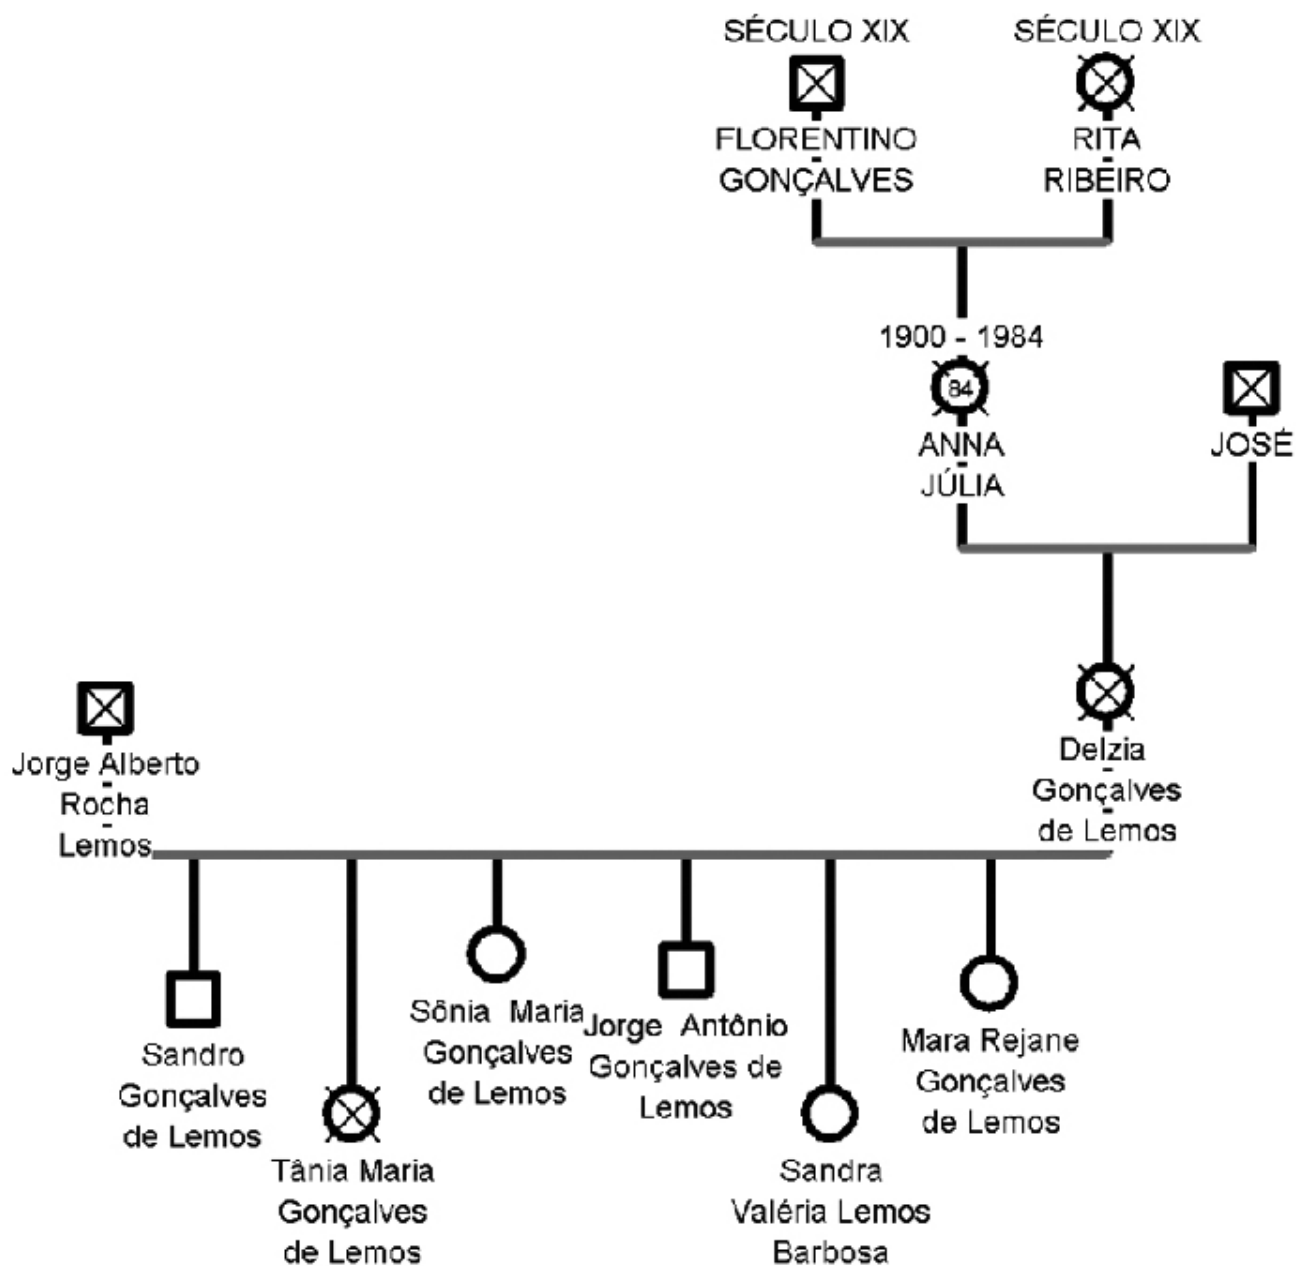 SÉCULO XIX
FLORENTINO
GONÇALVES
SÉCULO XIX
RITA
RIBEIRO
1900 - 1984
84
ANNA
JÚLIA
JOSÉ
Jorge Alberto
Rocha
Lemos
Delzia
Gonçalves
de Lemos
Sandro
Gonçalves
de Lemos
Tânia Maria
Gonçalves
de Lemos
Sônia Maria
Gonçalves
de Lemos
Jorge Antônio
Gonçalves de
Lemos
Sandra
Valéria Lemos
Barbosa
Mara Rejane
Gonçalves
de Lemos